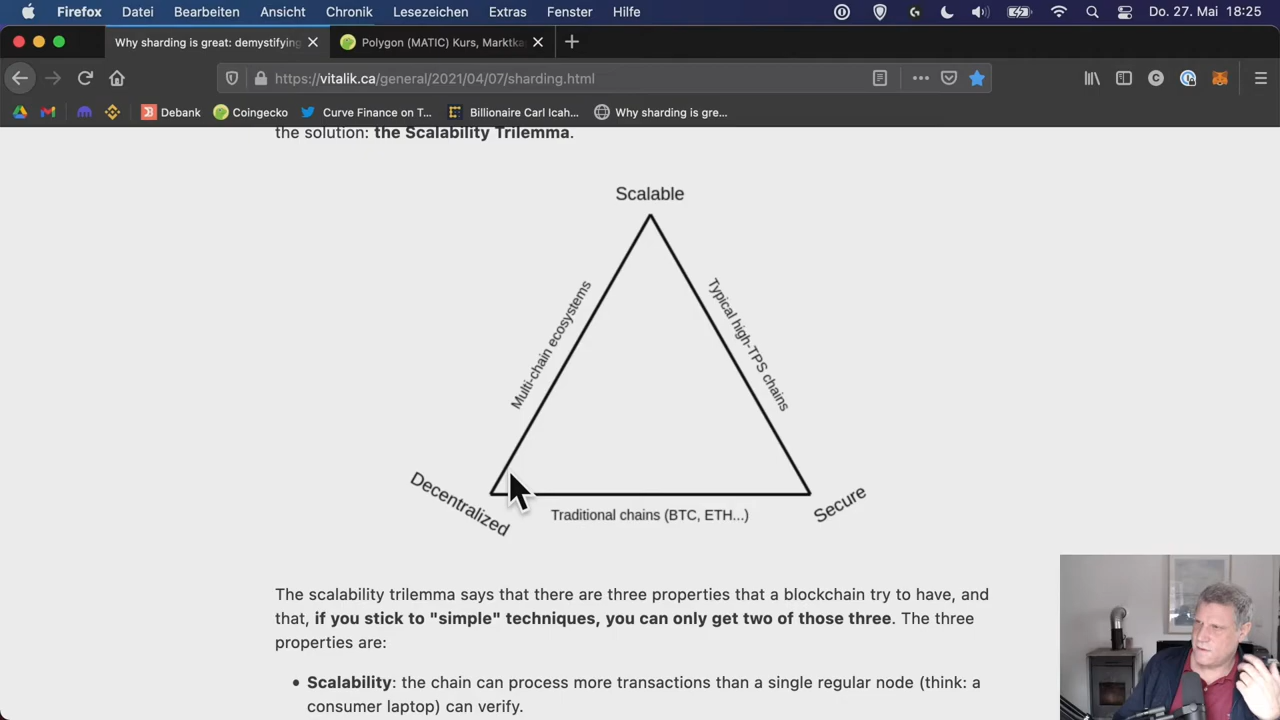 Firefox Datei Bearbeiten Ansicht Chronik Lesezeichen Extras Fenster Hilfe Do. 27. Mai 18:25
Why sharding is great: demystifying Polygon (MATIC) Kurs, Marktka
https://vitalik.ca/general/2021/04/07/sharding.html
Debank Coingecko Curve Finance on T... Billionaire Carl Icah... Why sharding is gre...
the solution: the Scalability Trilemma.
Scalable
Multi-chain ecosystems
Typical high-TPS chains
Decentralized
Secure
Traditional chains (BTC, ETH...)
The scalability trilemma says that there are three properties that a blockchain try to have, and
that, if you stick to "simple" techniques, you can only get two of those three. The three
properties are:
• Scalability: the chain can process more transactions than a single regular node (think: a
consumer laptop) can verify.